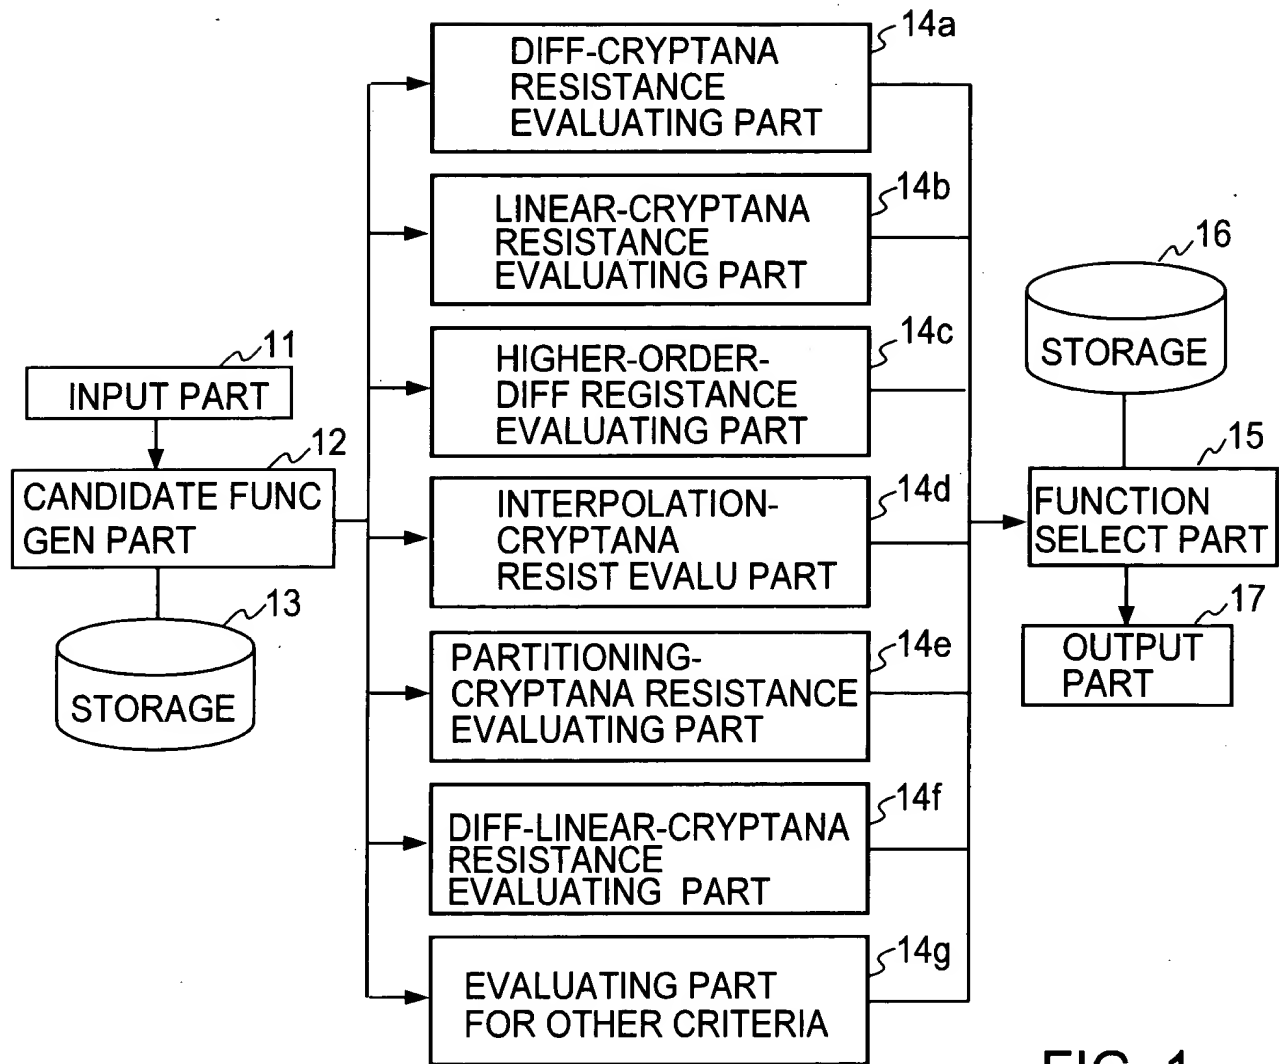 11
INPUT PART
12
CANDIDATE FUNC
GEN PART
13
STORAGE
14a
DIFF-CRYPTANA
RESISTANCE
EVALUATING PART
14b
LINEAR-CRYPTANA
RESISTANCE
EVALUATING PART
14c
HIGHER-ORDER-
DIFF REGISTANCE
EVALUATING PART
14d
INTERPOLATION-
CRYPTANA
RESIST EVALU PART
14e
PARTITIONING-
CRYPTANA RESISTANCE
EVALUATING PART
14f
DIFF-LINEAR-CRYPTANA
RESISTANCE
EVALUATING PART
14g
EVALUATING PART
FOR OTHER CRITERIA
16
STORAGE
15
FUNCTION
SELECT PART
17
OUTPUT
PART
FIG. 1